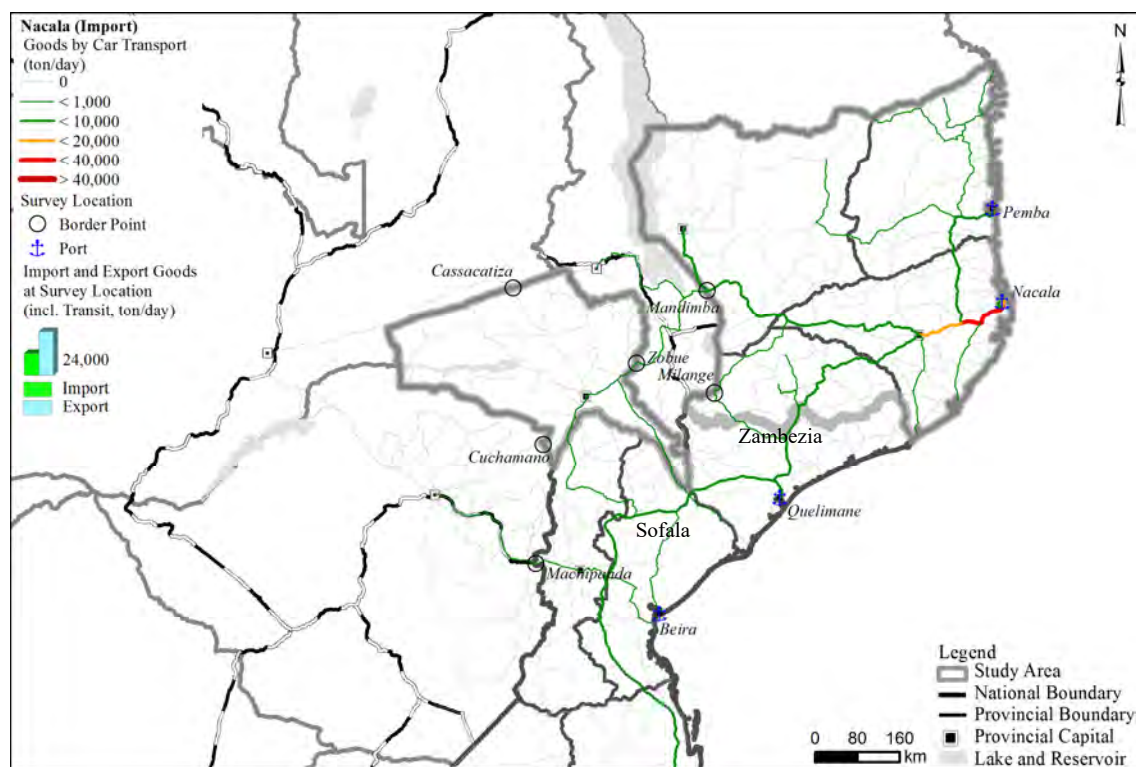 Nacala (Import)
Goods by Car Transport
(ton/day)
0
< 1,000
< 10,000
< 20,000
< 40,000
> 40,000
Survey Location
Border Point
Port
Import and Export Goods
at Survey Location
(incl. Transit, ton/day)
24,000
Import
Export
N
Pemba
Cassacatiza
Nacala
Mandimba
Zobue
Milange
Zambezia
Cuchamano
Quelimane
Sofala
Machipanda
Beira
Legend
Study Area
National Boundary
Provincial Boundary
Provincial Capital
Lake and Reservoir
0 80 160
km